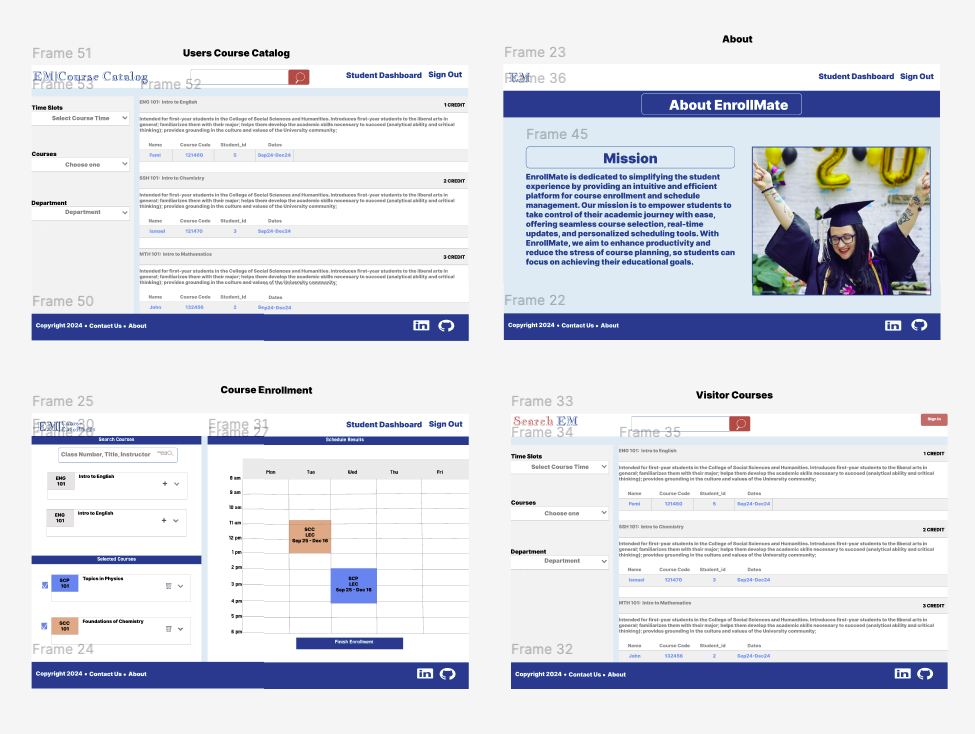 Users Course Catalog
Frame 51
EM|Course Catalog
Frame 53
Frame 52
Student Dashboard
Sign Out
Time Slots
Select Course Time
Courses
Choose one
Department
Department
ENG 101- Intro to English
1 CREDIT
Intended for first-year students in the College of Social Sciences and Humanities. Introduces first-year students to the liberal arts in
general; familiarizes them with their major; helps them develop the academic skills necessary to succeed (analytical ability and critical
thinking); provides grounding in the culture and values of the University community;
Name Course Code Student_id Dates
Fami 121460 5 Sep24-Dec24
SSH 101- Intro to Chemistry
2 CREDIT
Intended for first-year students in the College of Social Sciences and Humanities. Introduces first-year students to the liberal arts in
general; familiarizes them with their major; helps them develop the academic skills necessary to succeed (analytical ability and critical
thinking); provides grounding in the culture and values of the University community;
Name Course Code Student_id Dates
Ismael 121470 3 Sep24-Dec24
MTH 101- Intro to Mathematics
3 CREDIT
Intended for first-year students in the College of Social Sciences and Humanities. Introduces first-year students to the liberal arts in
general; familiarizes them with their major; helps them develop the academic skills necessary to succeed (analytical ability and critical
thinking); provides grounding in the culture and values of the University community;
Name Course Code Student_id Dates
John 132456 2 Sep24-Dec24
Frame 50
Copyright 2024 • Contact Us • About
in
About
Frame 23
Frame 36
EM
Student Dashboard Sign Out
About EnrollMate
Frame 45
Mission
EnrollMate is dedicated to simplifying the student
experience by providing an intuitive and efficient
platform for course enrollment and schedule
management. Our mission is to empower students to
take control of their academic journey with ease,
offering seamless course selection, real-time
updates, and personalized scheduling tools. With
EnrollMate, we aim to enhance productivity and
reduce the stress of course planning, so students can
focus on achieving their educational goals.
20
Frame 22
Copyright 2024 • Contact Us • About
in
Course Enrollment
Frame 25
Frame 31
Frame 27
EM|
Student Dashboard Sign Out
Search Courses
Class Number, Title, Instructor
ENG
101
Intro to English
ENG
101
Intro to English
Selected Courses
SCP
101
Topics in Physics
SCC
101
Foundations of Chemistry
Frame 24
Schedule Results
Mon Tue Wed Thu Fri
8 am
9 am
10 am
11 am
12 pm
1 pm
2 pm
3 pm
4 pm
5 pm
6 pm
SCC
LEC
Sep 25 - Dec 16
SCP
LEC
Sep 25 - Dec 16
Finish Enrollment
Copyright 2024 • Contact Us • About
in
Visitor Courses
Frame 33
Search EM
Frame 34
Frame 35
Sign in
Time Slots
Select Course Time
Courses
Choose one
Department
Department
ENG 101- Intro to English
1 CREDIT
Intended for first-year students in the College of Social Sciences and Humanities. Introduces first-year students to the liberal arts in
general; familiarizes them with their major; helps them develop the academic skills necessary to succeed (analytical ability and critical
thinking); provides grounding in the culture and values of the University community;
Name Course Code Student_id Dates
Fami 121460 5 Sep24-Dec24
SSH 101- Intro to Chemistry
2 CREDIT
Intended for first-year students in the College of Social Sciences and Humanities. Introduces first-year students to the liberal arts in
general; familiarizes them with their major; helps them develop the academic skills necessary to succeed (analytical ability and critical
thinking); provides grounding in the culture and values of the University community;
Name Course Code Student_id Dates
Ismael 121470 3 Sep24-Dec24
MTH 101- Intro to Mathematics
3 CREDIT
Intended for first-year students in the College of Social Sciences and Humanities. Introduces first-year students to the liberal arts in
general; familiarizes them with their major; helps them develop the academic skills necessary to succeed (analytical ability and critical
thinking); provides grounding in the culture and values of the University community;
Name Course Code Student_id Dates
John 132456 2 Sep24-Dec24
Frame 32
Copyright 2024 • Contact Us • About
in